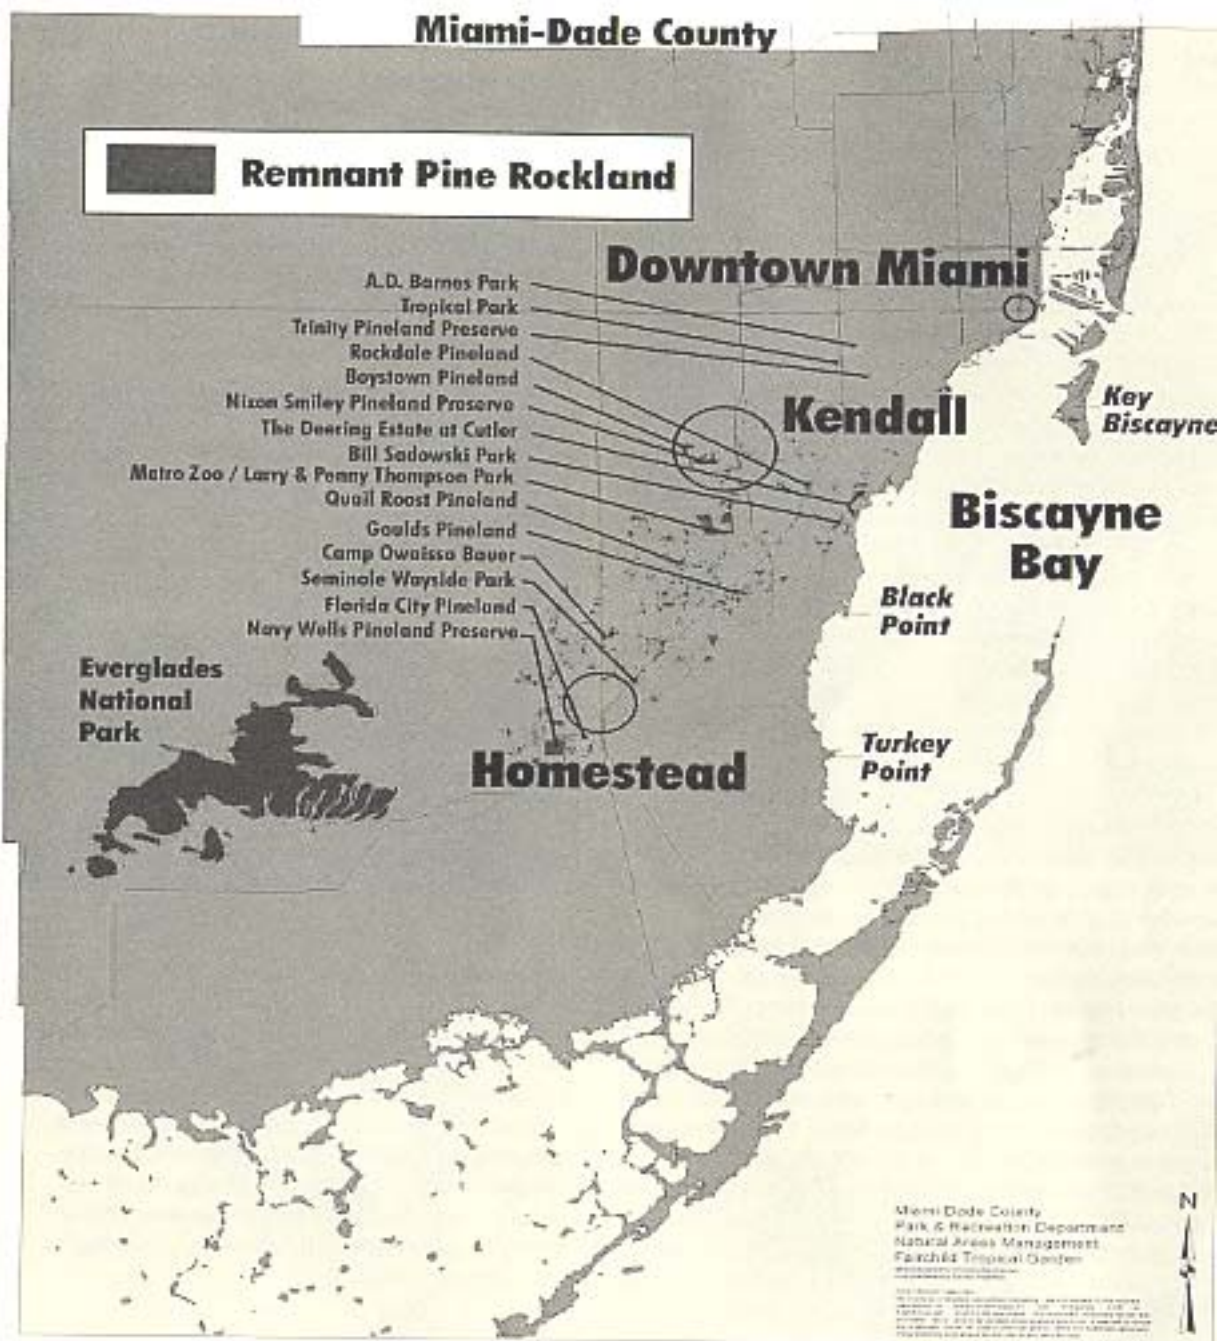 Miami-Dade County
Remnant Pine Rockland
Downtown Miami
A.D. Barnes Park
Tropical Park
Trinity Pineland Preserve
Rockdale Pineland
Boystown Pineland
Nixon Smiley Pineland Preserve
The Deering Estate at Cutler
Bill Sadowski Park
Metro Zoo / Larry & Penny Thompson Park
Quail Roost Pineland
Goulds Pineland
Camp Owaissa Bauer
Seminole Wayside Park
Florida City Pineland
Navy Wells Pineland Preserve
Kendall
Key
Biscayne
Biscayne
Bay
Black
Point
Everglades
National
Park
Homestead
Turkey
Point
N
Miami Dade County
Park & Recreation Department
Natural Areas Management
Fairchild Tropical Garden